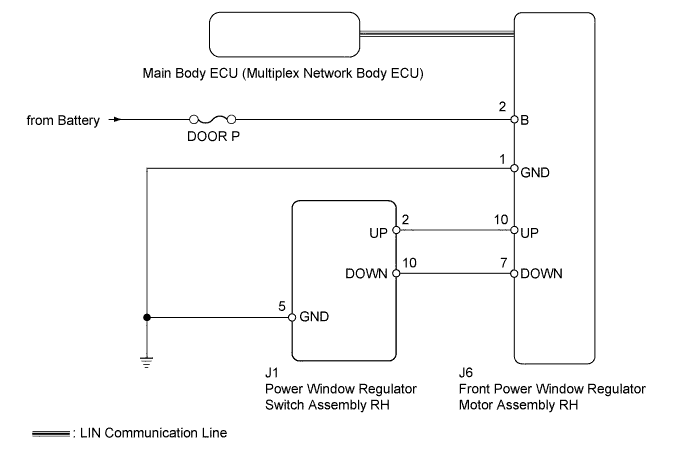 Main Body ECU (Multiplex Network Body ECU)
2
from Battery
B
DOOR P
1
GND
UP
2
10
UP
DOWN
10
7
DOWN
5
GND
J1
Power Window Regulator
Switch Assembly RH
J6
Front Power Window Regulator
Motor Assembly RH
: LIN Communication Line